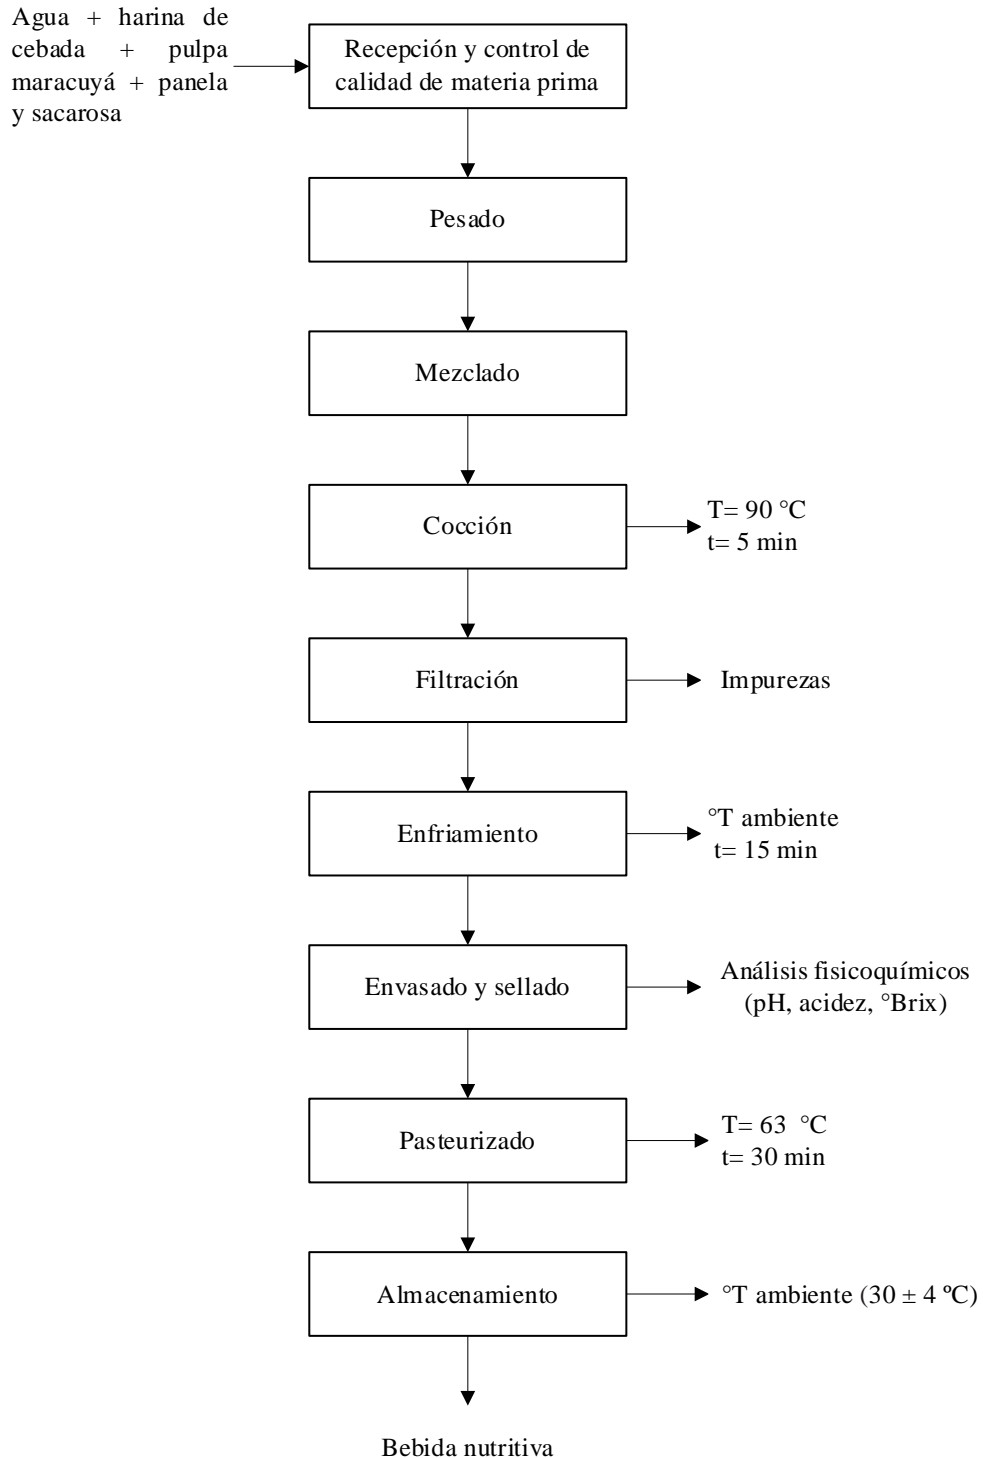 Agua + harina de
cebada + pulpa
maracuyá + panela
y sacarosa
Recepción y control de
calidad de materia prima
Pesado
Mezclado
Cocción
T= 90 °C
t= 5 min
Filtración
Impurezas
Enfriamiento
°T ambiente
t= 15 min
Envasado y sellado
Análisis fisicoquímicos
(pH, acidez, °Brix)
Pasteurizado
T= 63 °C
t= 30 min
Almacenamiento
°T ambiente (30 ± 4 ºC)
Bebida nutritiva